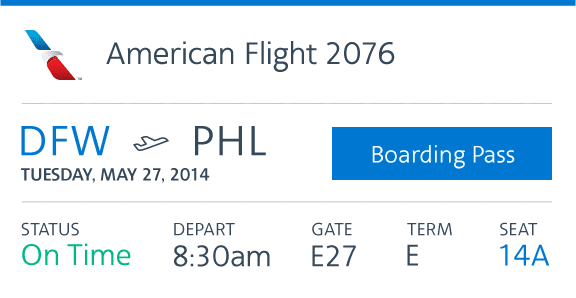 American Flight 2076
DFW PHL
TUESDAY, MAY 27, 2014
Boarding Pass
STATUS DEPART GATE TERM SEAT
On Time 8:30am E27 E 14A